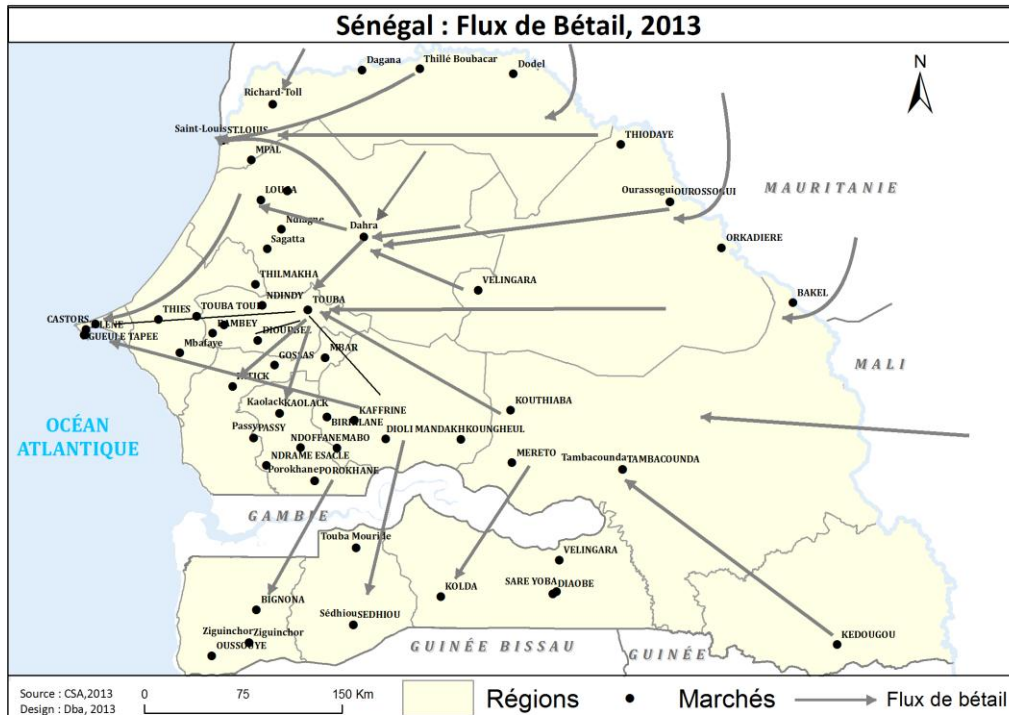 Sénégal : Flux de Bétail, 2013
N
Dagana
Thillé Boubacar
Dodel
Richard-Toll
Saint-Louis
ST.LOUIS
THIODAYE
MPAL
MAURITANIE
LOUGA
Ourassogui
OUROSSOGUI
Ndiagne
Dahra
Sagatta
ORKADIERE
THILMAKHA
VELINGARA
NDINDY
TOUBA
BAKEL
CASTORS
THIES
TOUBA TOUL
BAMBEY
GUEULE TAPEE
DIOURBEL
Mbafaye
MBAR
GOSSAS
MALI
Kaolack
KAOLACK
KAFFRINE
KOUTHIABA
OCÉAN
ATLANTIQUE
BIRKILANE
Passy
PASSY
DIOLI MANDAKH
KOUNGHEUL
NDOFFANE
MABO
NDRAME ESACLE
MERETO
Tambacounda
TAMBACOUNDA
Porokhane
POROKHANE
GAMBIE
Touba Mouride
VELINGARA
SARE YOBA
DIAOBE
KOLDA
BIGNONA
Sédhiou
SEDHIOU
Ziguinchor
Ziguinchor
OUSSOUYE
GUINÉE BISSAU
GUINÉE
KEDOUGOU
Source : CSA,2013
Design : Dba, 2013
0 75 150 Km
Régions
Marchés
Flux de bétail